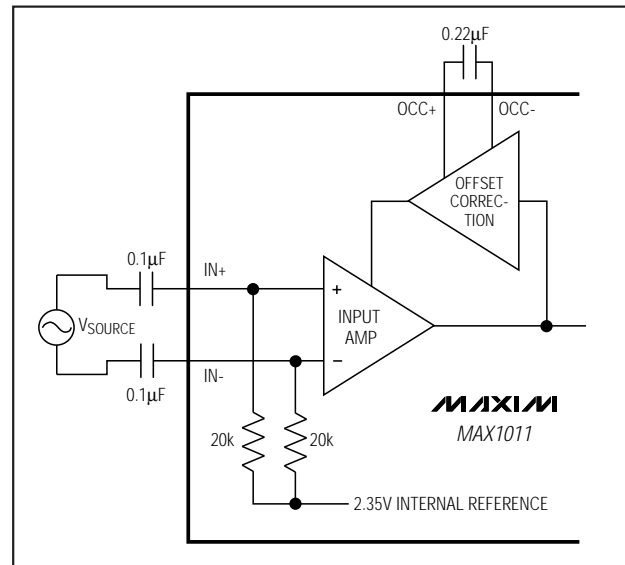 0.22µF
OCC+
OCC-
OFFSET
CORREC-
TION
0.1µF
IN+
+
INPUT
AMP
VSOURCE
−
IN-
0.1µF
MAXIM
MAX1011
20k
20k
2.35V INTERNAL REFERENCE